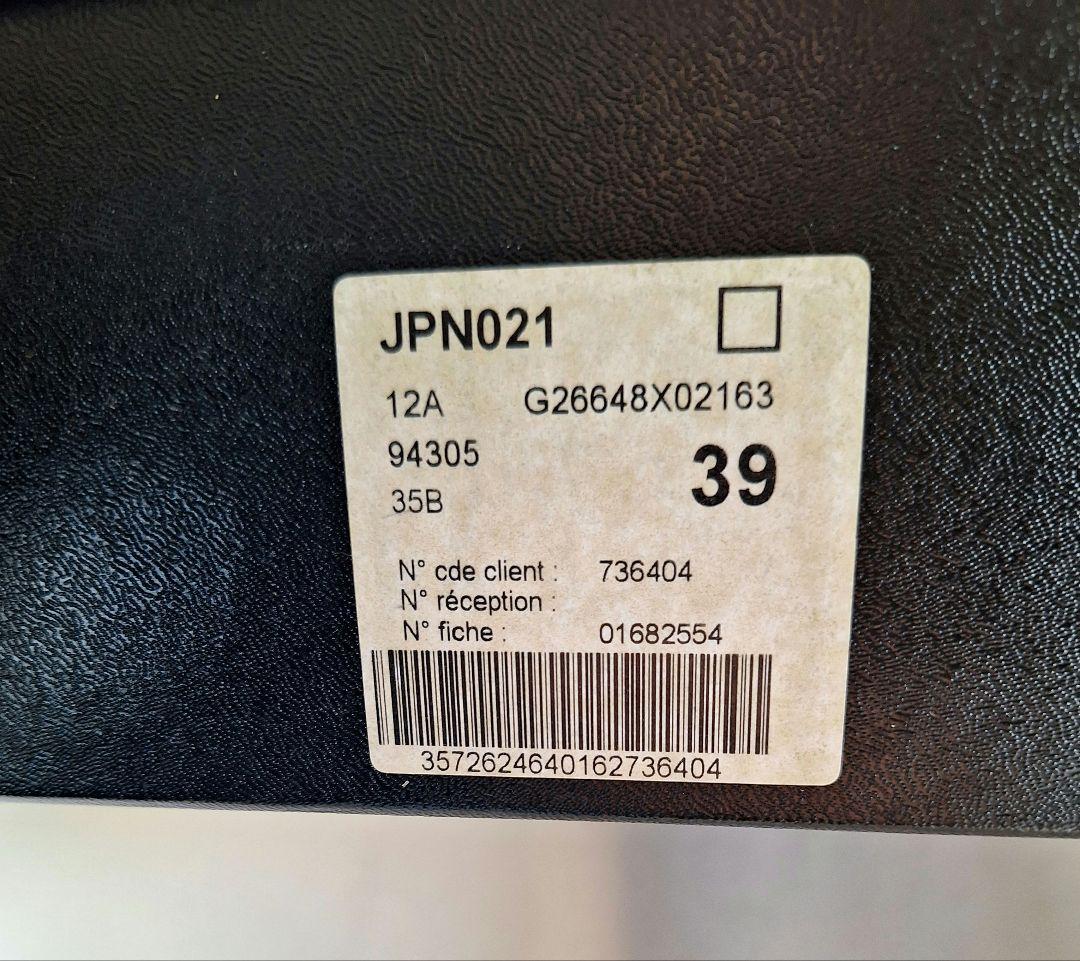 JPN021
12A G26648X02163
94305
39
35B
N° cde client : 736404
N° réception :
N° fiche : 01682554
3572624640162736404